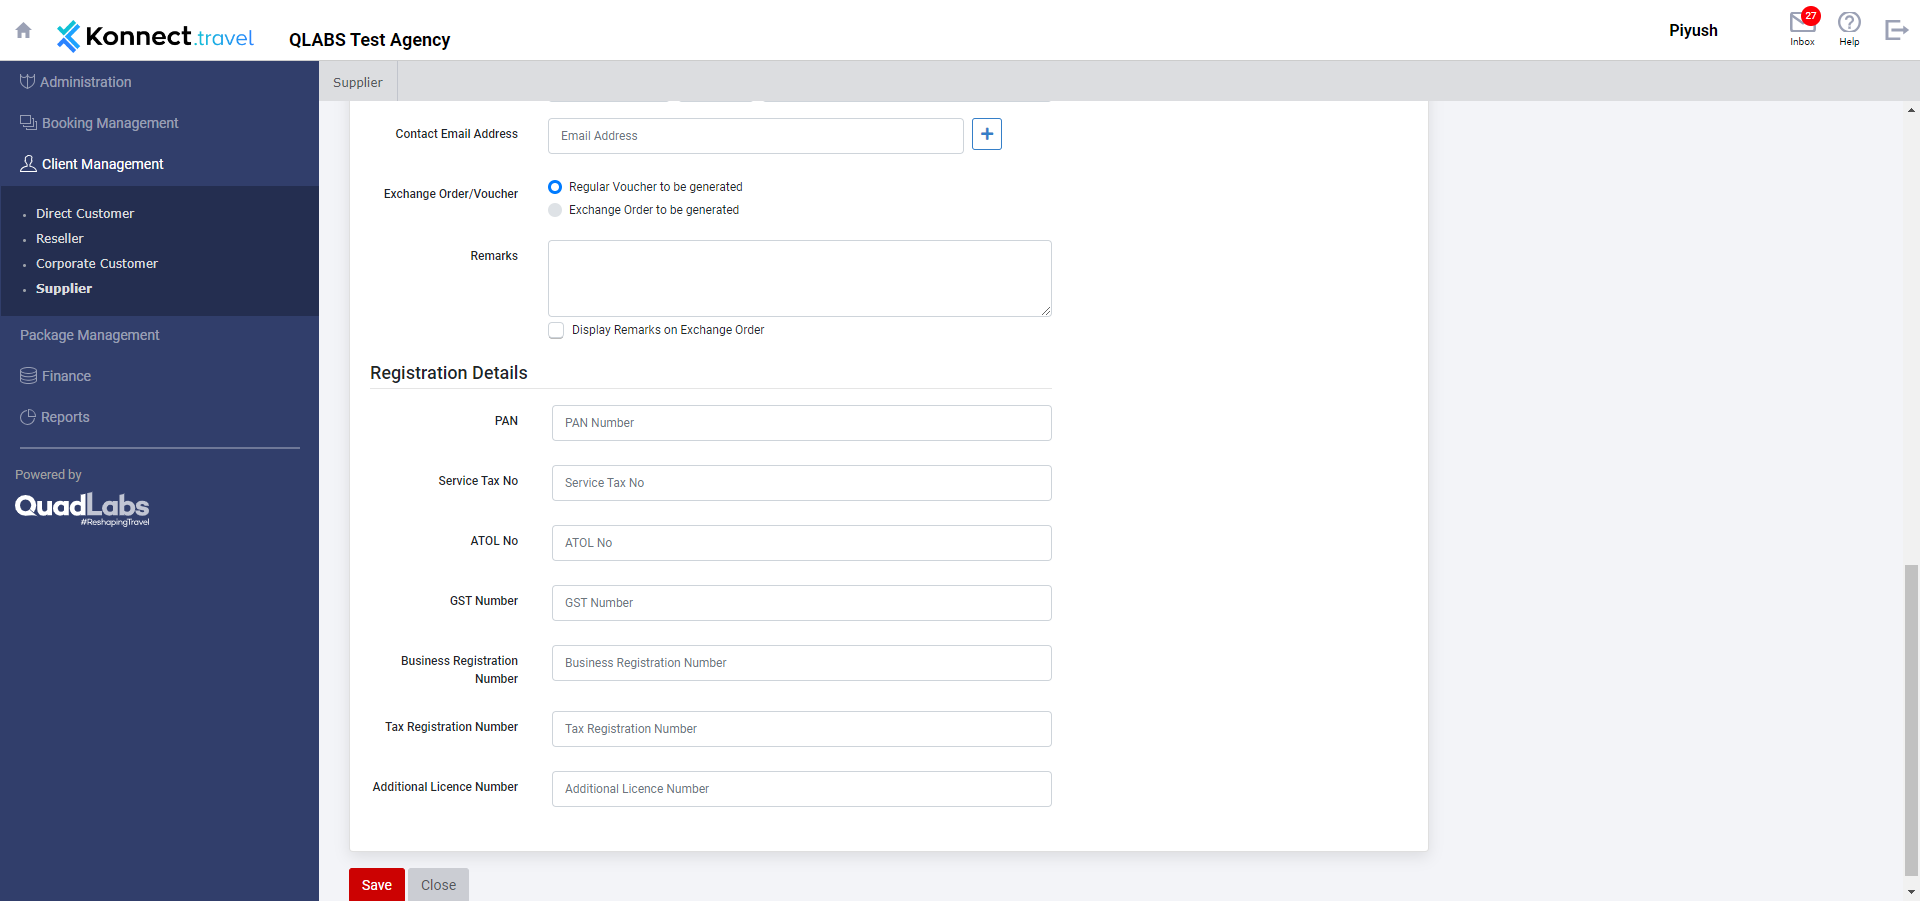 Konnect.travel
QLABS Test Agency
Piyush
27
Inbox
Help
Administration
Booking Management
Client Management
Direct Customer
Reseller
Corporate Customer
Supplier
Package Management
Finance
Reports
Powered by
QuadLabs
#ReshapingTravel
Supplier
Contact Email Address
Email Address
+
Exchange Order/Voucher
Regular Voucher to be generated
Exchange Order to be generated
Remarks
Display Remarks on Exchange Order
Registration Details
PAN
PAN Number
Service Tax No
Service Tax No
ATOL No
ATOL No
GST Number
GST Number
Business Registration
Number
Business Registration Number
Tax Registration Number
Tax Registration Number
Additional Licence Number
Additional Licence Number
Save
Close